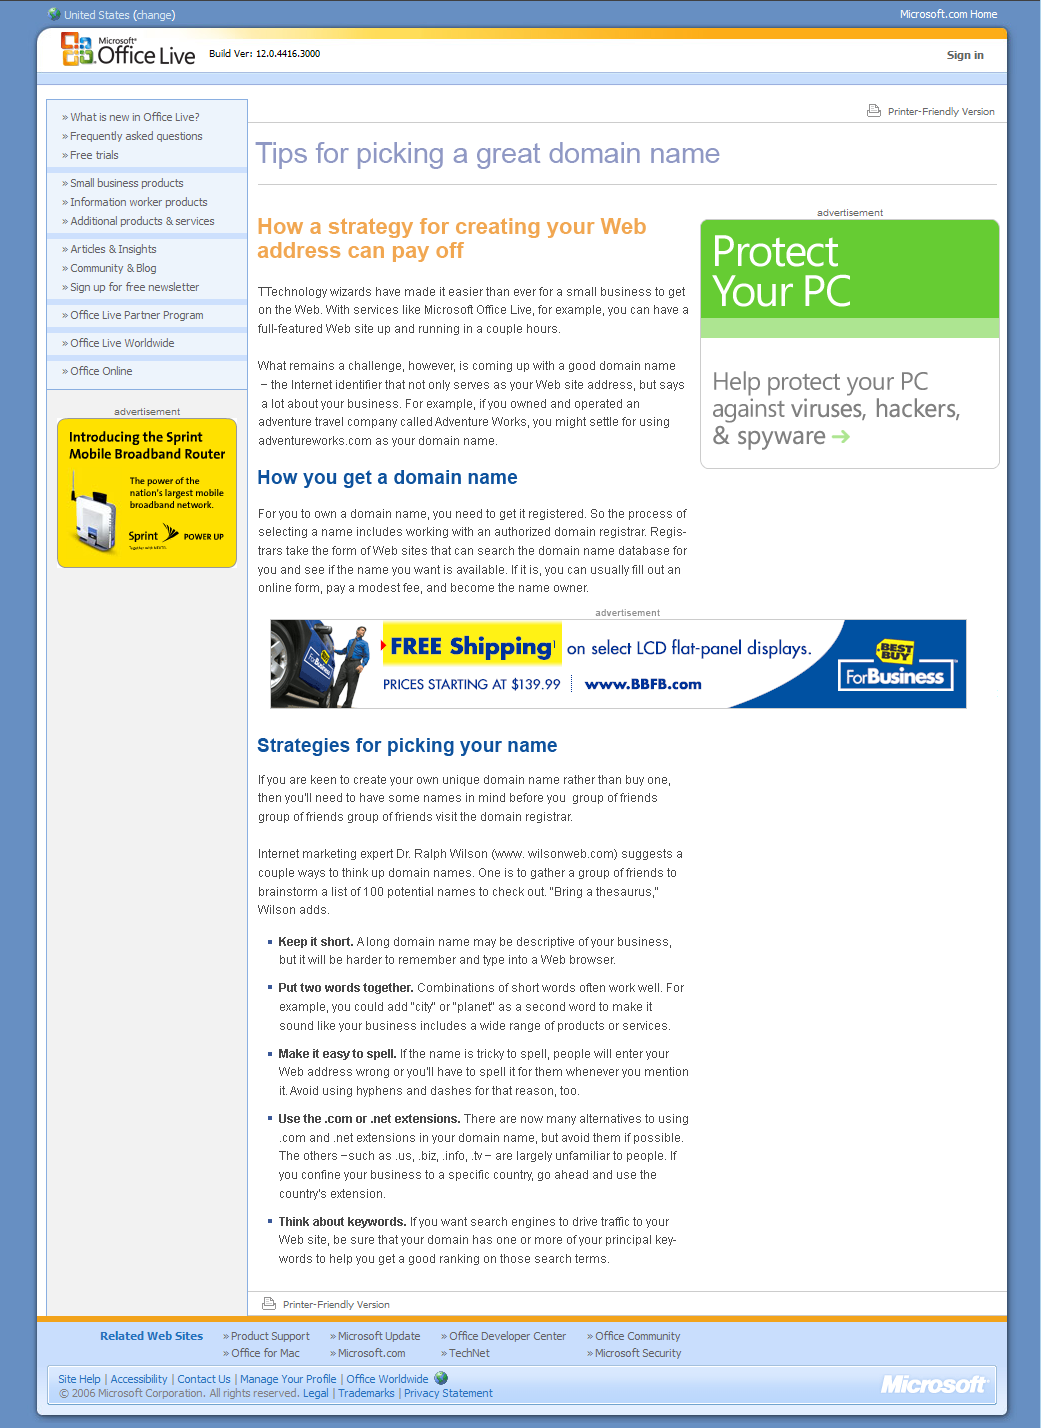 United States (change)
Microsoft.com Home
Microsoft®
Office Live
Build Ver: 12.0.4416.3000
Sign in
» What is new in Office Live?
» Frequently asked questions
» Free trials
» Small business products
» Information worker products
» Additional products & services
» Articles & Insights
» Community & Blog
» Sign up for free newsletter
» Office Live Partner Program
» Office Live Worldwide
» Office Online
advertisement
Introducing the Sprint
Mobile Broadband Router
The power of the
nation's largest mobile
broadband network.
Sprint POWER UP
Together with NEXTEL
Printer-Friendly Version
Tips for picking a great domain name
How a strategy for creating your Web
address can pay off
TTechnology wizards have made it easier than ever for a small business to get
on the Web. With services like Microsoft Office Live, for example, you can have a
full-featured Web site up and running in a couple hours.
What remains a challenge, however, is coming up with a good domain name
– the Internet identifier that not only serves as your Web site address, but says
a lot about your business. For example, if you owned and operated an
adventure travel company called Adventure Works, you might settle for using
adventureworks.com as your domain name.
advertisement
Protect
Your PC
Help protect your PC
against viruses, hackers,
& spyware →
How you get a domain name
For you to own a domain name, you need to get it registered. So the process of
selecting a name includes working with an authorized domain registrar. Regis-
trars take the form of Web sites that can search the domain name database for
you and see if the name you want is available. If it is, you can usually fill out an
online form, pay a modest fee, and become the name owner.
advertisement
FREE Shipping¹ on select LCD flat-panel displays.
PRICES STARTING AT $139.99 www.BBFB.com
BEST BUY
ForBusiness
Strategies for picking your name
If you are keen to create your own unique domain name rather than buy one,
then you'll need to have some names in mind before you group of friends
group of friends group of friends visit the domain registrar.
Internet marketing expert Dr. Ralph Wilson (www. wilsonweb.com) suggests a
couple ways to think up domain names. One is to gather a group of friends to
brainstorm a list of 100 potential names to check out. "Bring a thesaurus,"
Wilson adds.
▪ Keep it short. A long domain name may be descriptive of your business,
but it will be harder to remember and type into a Web browser.
▪ Put two words together. Combinations of short words often work well. For
example, you could add "city" or "planet" as a second word to make it
sound like your business includes a wide range of products or services.
▪ Make it easy to spell. If the name is tricky to spell, people will enter your
Web address wrong or you'll have to spell it for them whenever you mention
it. Avoid using hyphens and dashes for that reason, too.
▪ Use the .com or .net extensions. There are now many alternatives to using
.com and .net extensions in your domain name, but avoid them if possible.
The others –such as .us, .biz, .info, .tv – are largely unfamiliar to people. If
you confine your business to a specific country, go ahead and use the
country's extension.
▪ Think about keywords. If you want search engines to drive traffic to your
Web site, be sure that your domain has one or more of your principal key-
words to help you get a good ranking on those search terms.
Printer-Friendly Version
Related Web Sites » Product Support » Microsoft Update » Office Developer Center » Office Community
» Office for Mac » Microsoft.com » TechNet » Microsoft Security
Site Help | Accessibility | Contact Us | Manage Your Profile | Office Worldwide
© 2006 Microsoft Corporation. All rights reserved. Legal | Trademarks | Privacy Statement
Microsoft